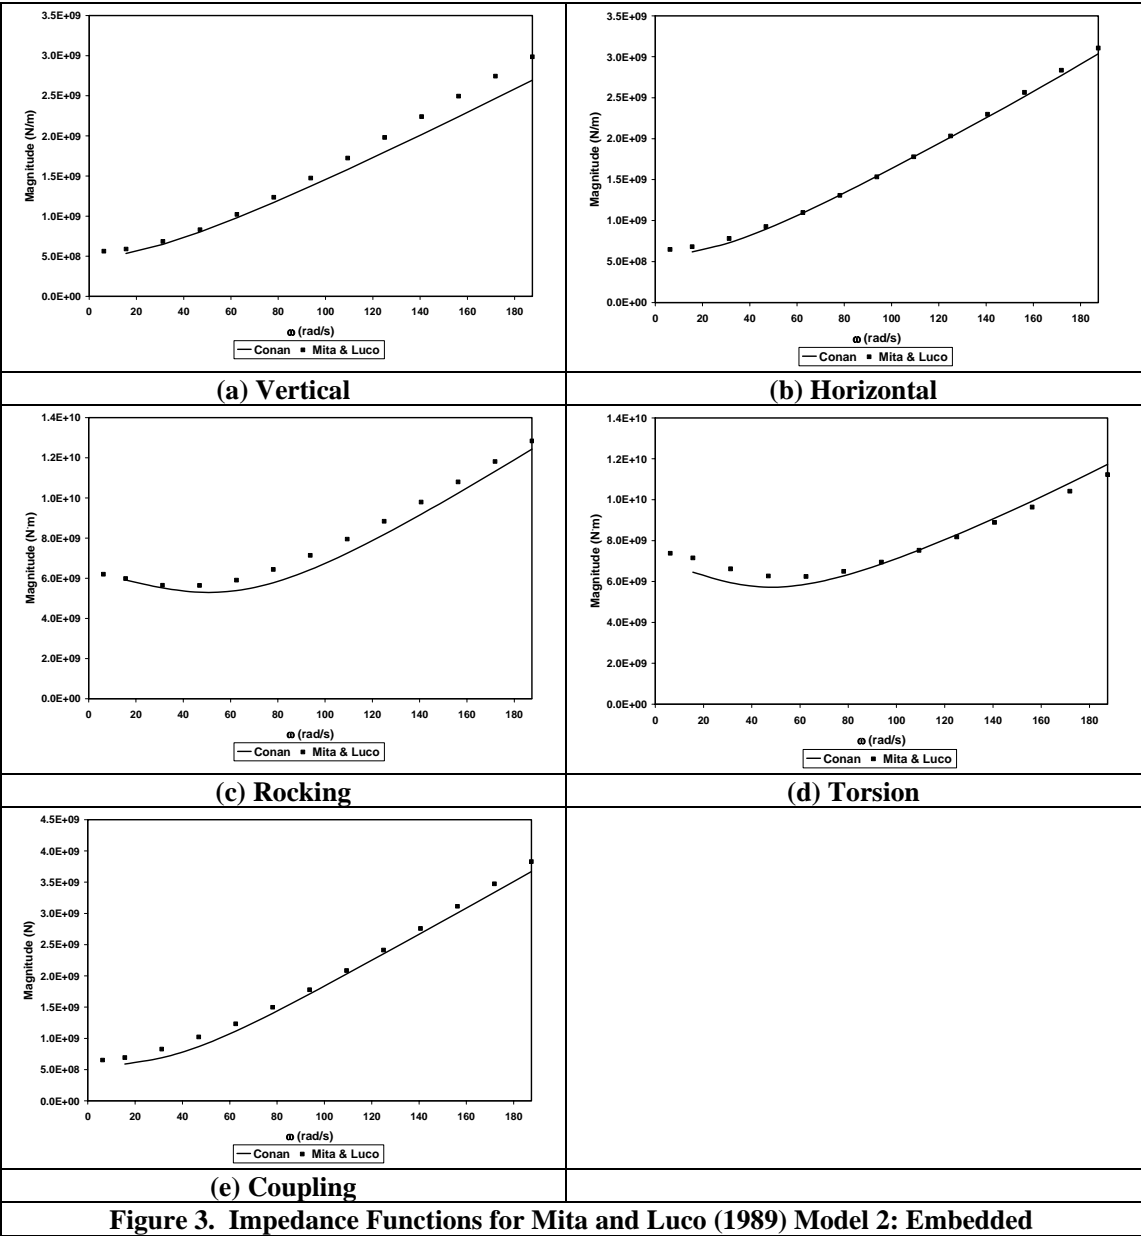 3.5E+09
3.0E+09
2.5E+09
2.0E+09
1.5E+09
1.0E+09
5.0E+08
0.0E+00
Magnitude (N/m)
0 20 40 60 80 100 120 140 160 180
ω (rad/s)
Conan Mita & Luco
(a) Vertical
3.5E+09
3.0E+09
2.5E+09
2.0E+09
1.5E+09
1.0E+09
5.0E+08
0.0E+00
Magnitude (N/m)
0 20 40 60 80 100 120 140 160 180
ω (rad/s)
Conan Mita & Luco
(b) Horizontal
1.4E+10
1.2E+10
1.0E+10
8.0E+09
6.0E+09
4.0E+09
2.0E+09
0.0E+00
Magnitude (N·m)
0 20 40 60 80 100 120 140 160 180
ω (rad/s)
Conan Mita & Luco
(c) Rocking
1.4E+10
1.2E+10
1.0E+10
8.0E+09
6.0E+09
4.0E+09
2.0E+09
0.0E+00
Magnitude (N·m)
0 20 40 60 80 100 120 140 160 180
ω (rad/s)
Conan Mita & Luco
(d) Torsion
4.5E+09
4.0E+09
3.5E+09
3.0E+09
2.5E+09
2.0E+09
1.5E+09
1.0E+09
5.0E+08
0.0E+00
Magnitude (N)
0 20 40 60 80 100 120 140 160 180
ω (rad/s)
Conan Mita & Luco
(e) Coupling
Figure 3. Impedance Functions for Mita and Luco (1989) Model 2: Embedded